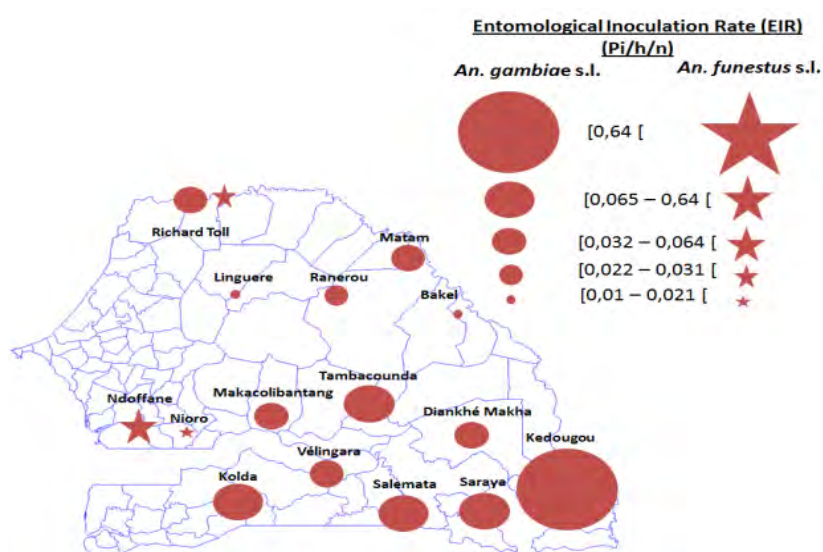 Entomological Inoculation Rate (EIR)
(Pi/h/n)
An. gambiae s.l.
An. funestus s.l.
[0,64 [
[0,065 – 0,64 [
[0,032 – 0,064 [
[0,022 – 0,031 [
[0,01 – 0,021 [
Richard Toll
Matam
Linguere
Ranerou
Bakel
Tambacounda
Ndoffane
Makacolibantang
Nioro
Diankhé Makha
Kedougou
Vélingara
Kolda
Salemata
Saraya